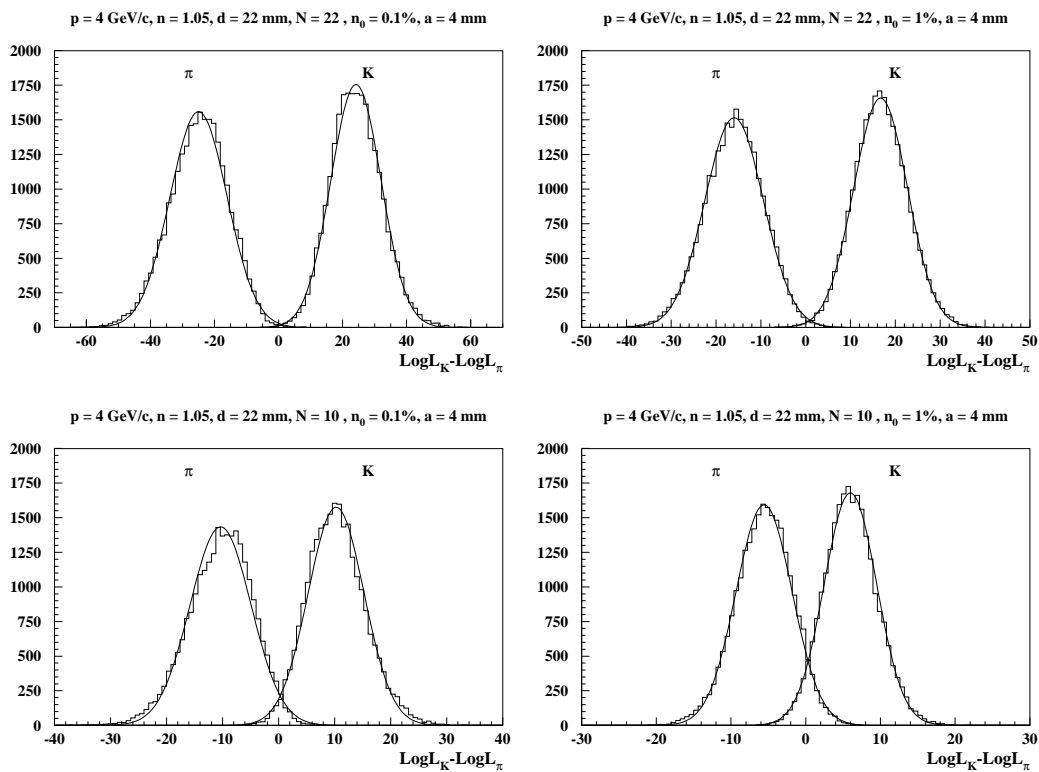 p = 4 GeV/c, n = 1.05, d = 22 mm, N = 22 , n₀ = 0.1%, a = 4 mm
2000
1750
1500
1250
1000
750
500
250
0
π
K
-60 -40 -20 0 20 40 60
LogL_K-LogL_π
p = 4 GeV/c, n = 1.05, d = 22 mm, N = 22 , n₀ = 1%, a = 4 mm
2000
1750
1500
1250
1000
750
500
250
0
π
K
-50 -40 -30 -20 -10 0 10 20 30 40 50
LogL_K-LogL_π
p = 4 GeV/c, n = 1.05, d = 22 mm, N = 10 , n₀ = 0.1%, a = 4 mm
2000
1750
1500
1250
1000
750
500
250
0
π
K
-40 -30 -20 -10 0 10 20 30 40
LogL_K-LogL_π
p = 4 GeV/c, n = 1.05, d = 22 mm, N = 10 , n₀ = 1%, a = 4 mm
2000
1750
1500
1250
1000
750
500
250
0
π
K
-30 -20 -10 0 10 20 30
LogL_K-LogL_π